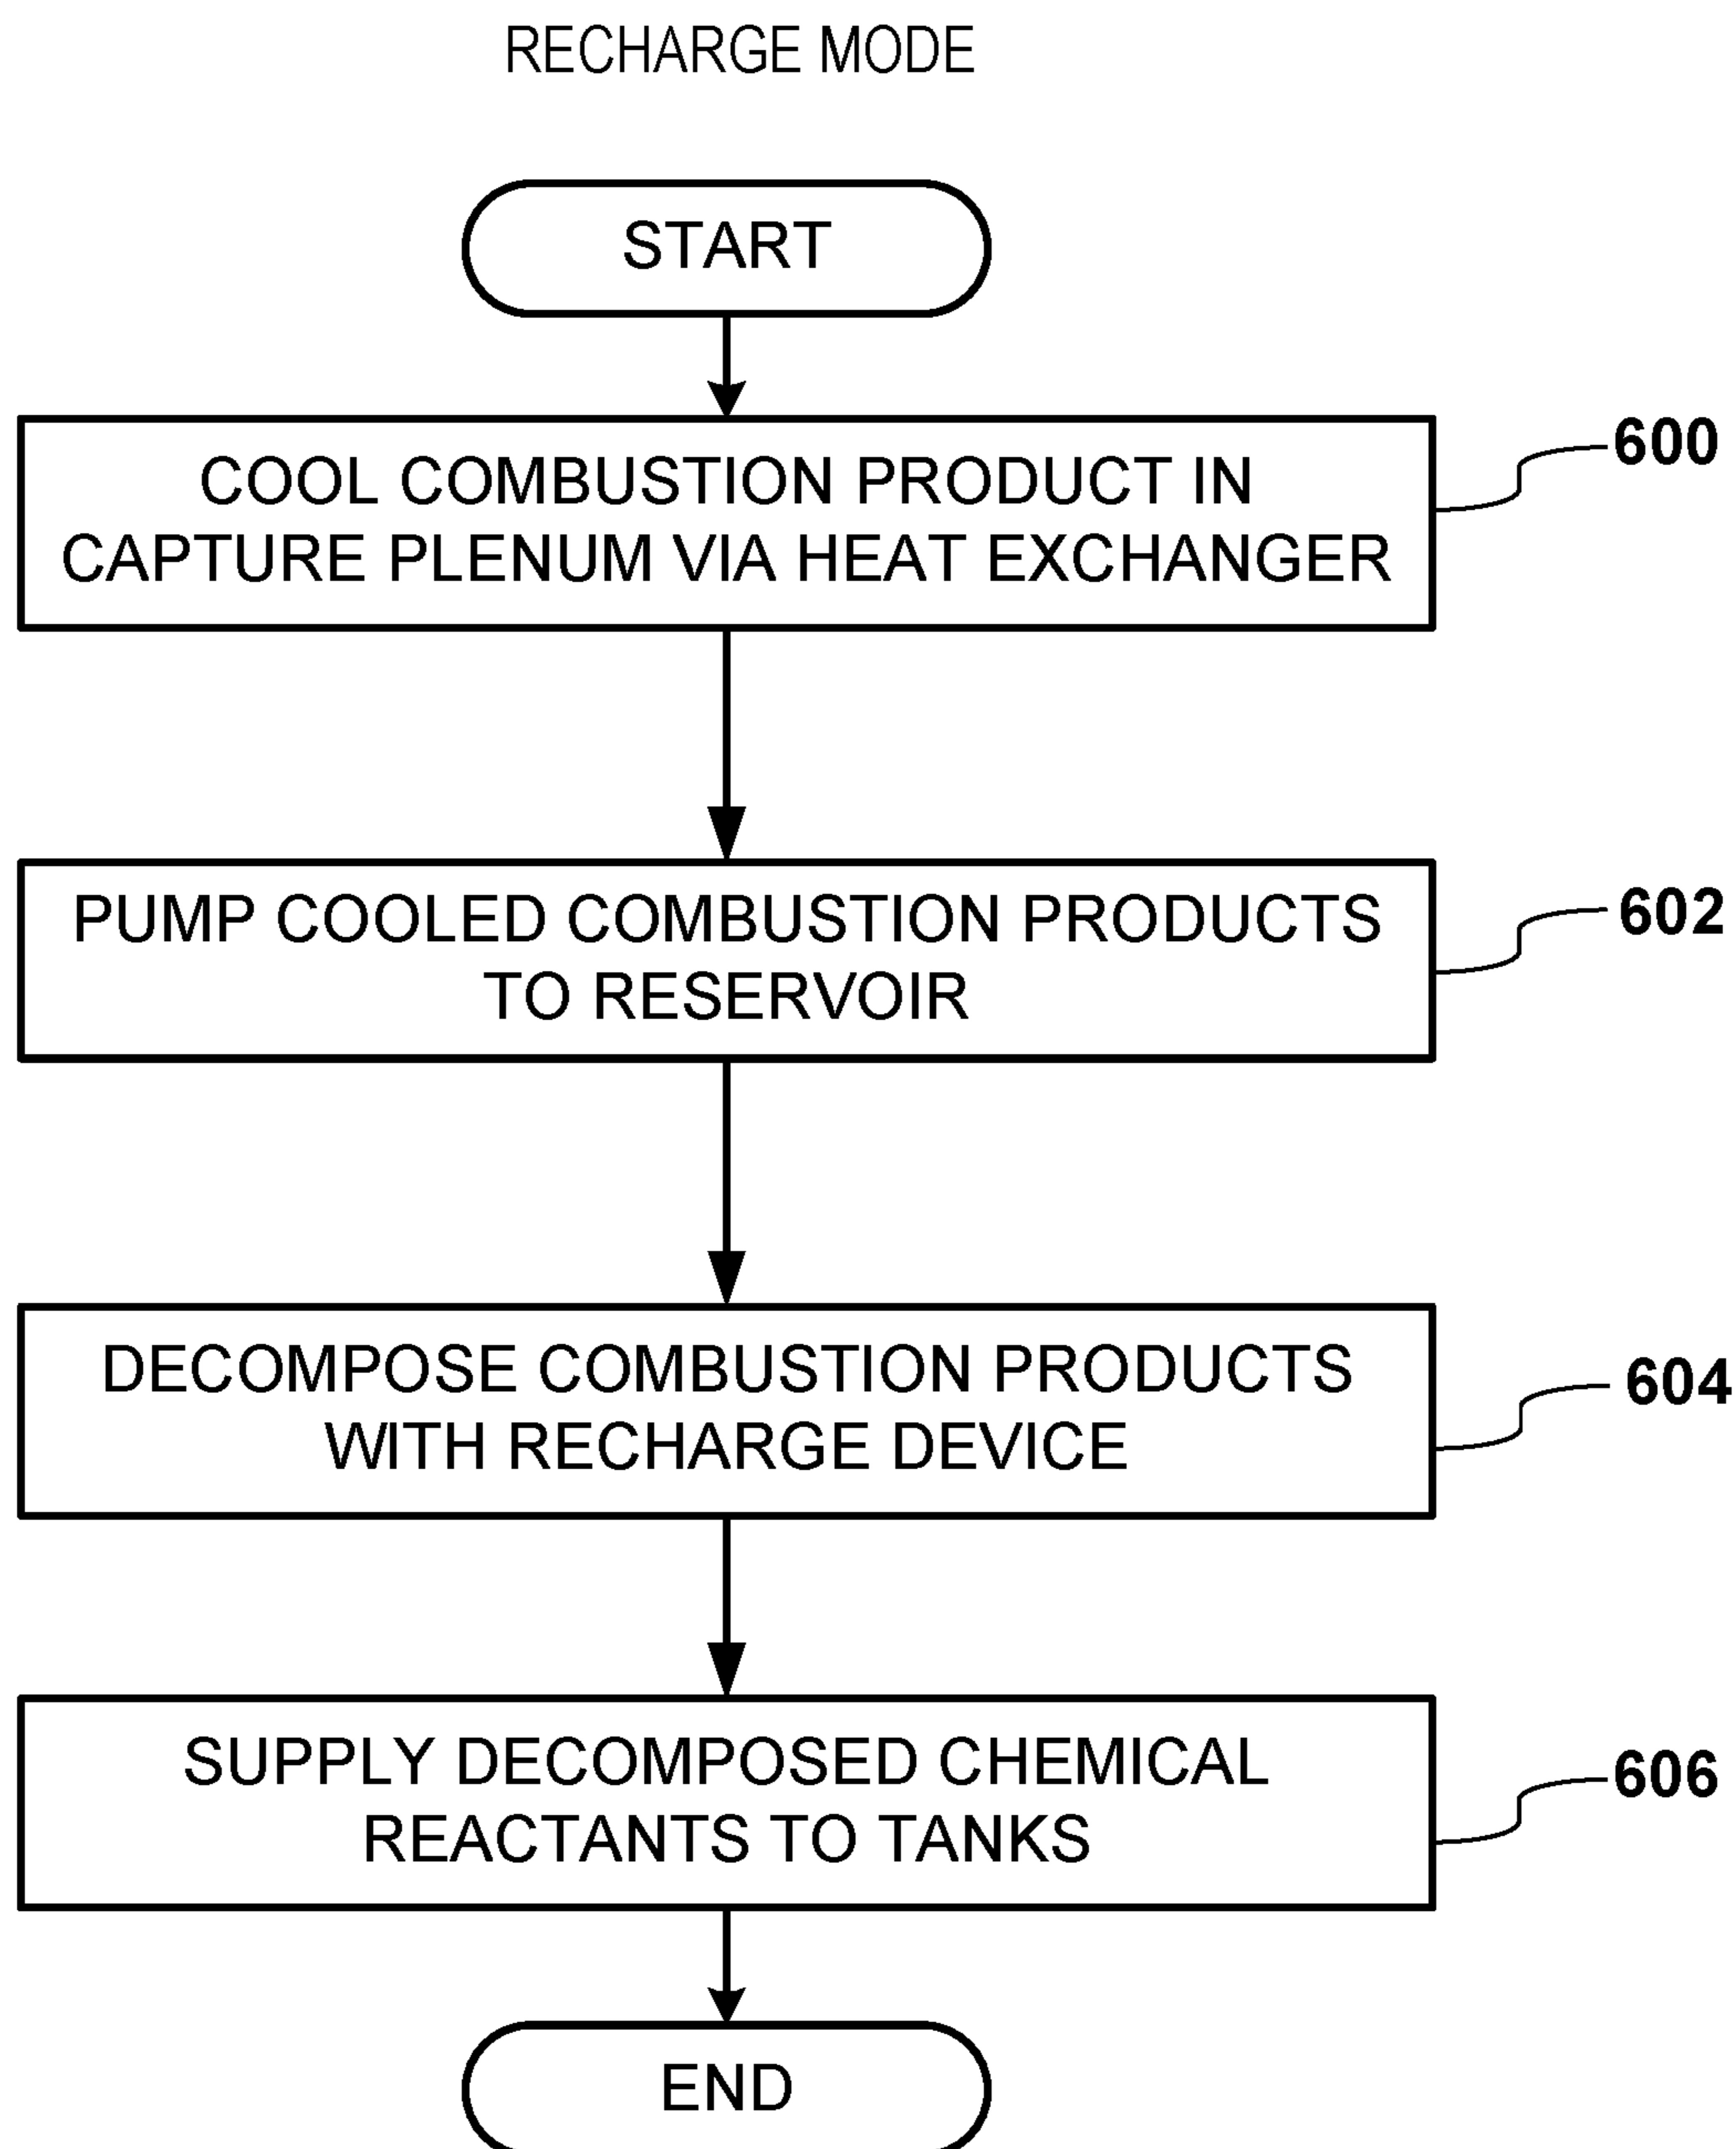 RECHARGE MODE
START
COOL COMBUSTION PRODUCT IN
CAPTURE PLENUM VIA HEAT EXCHANGER
600
PUMP COOLED COMBUSTION PRODUCTS
TO RESERVOIR
602
DECOMPOSE COMBUSTION PRODUCTS
WITH RECHARGE DEVICE
604
SUPPLY DECOMPOSED CHEMICAL
REACTANTS TO TANKS
606
END